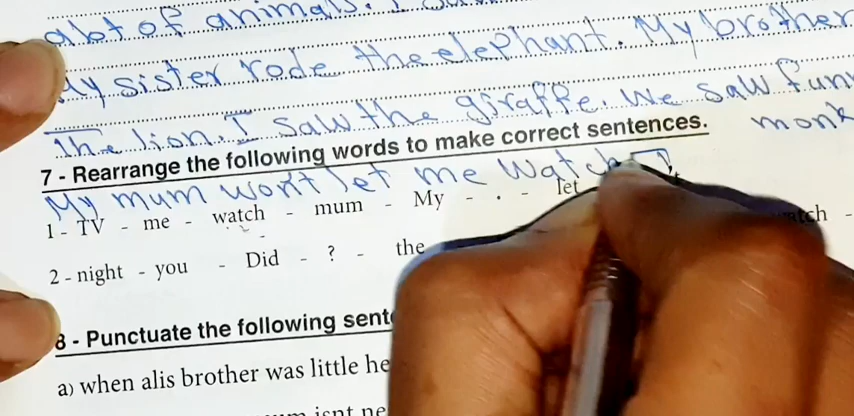 alot of animals. I
My sister rode the elephant. My brother
The lion. I saw the giraffe. We saw funny
monk
7 - Rearrange the following words to make correct sentences.
My mum won't let me watch T
1 - TV - me - watch - mum - My - . - let
2 - night - you - Did - ? - the
8 - Punctuate the following sent
a) when alis brother was little he